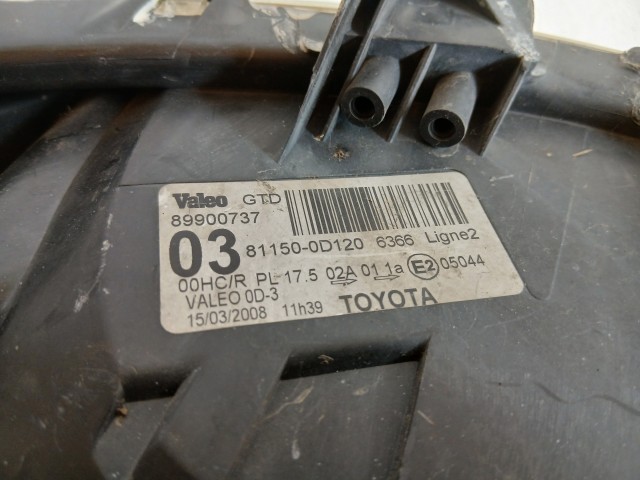 Valeo GTD
89900737
03 81150-0D120 6366 Ligne2
00HC/R PL 17.5 02A 01 1a E2 05044
VALEO 0D-3
15/03/2008 11h39 TOYOTA